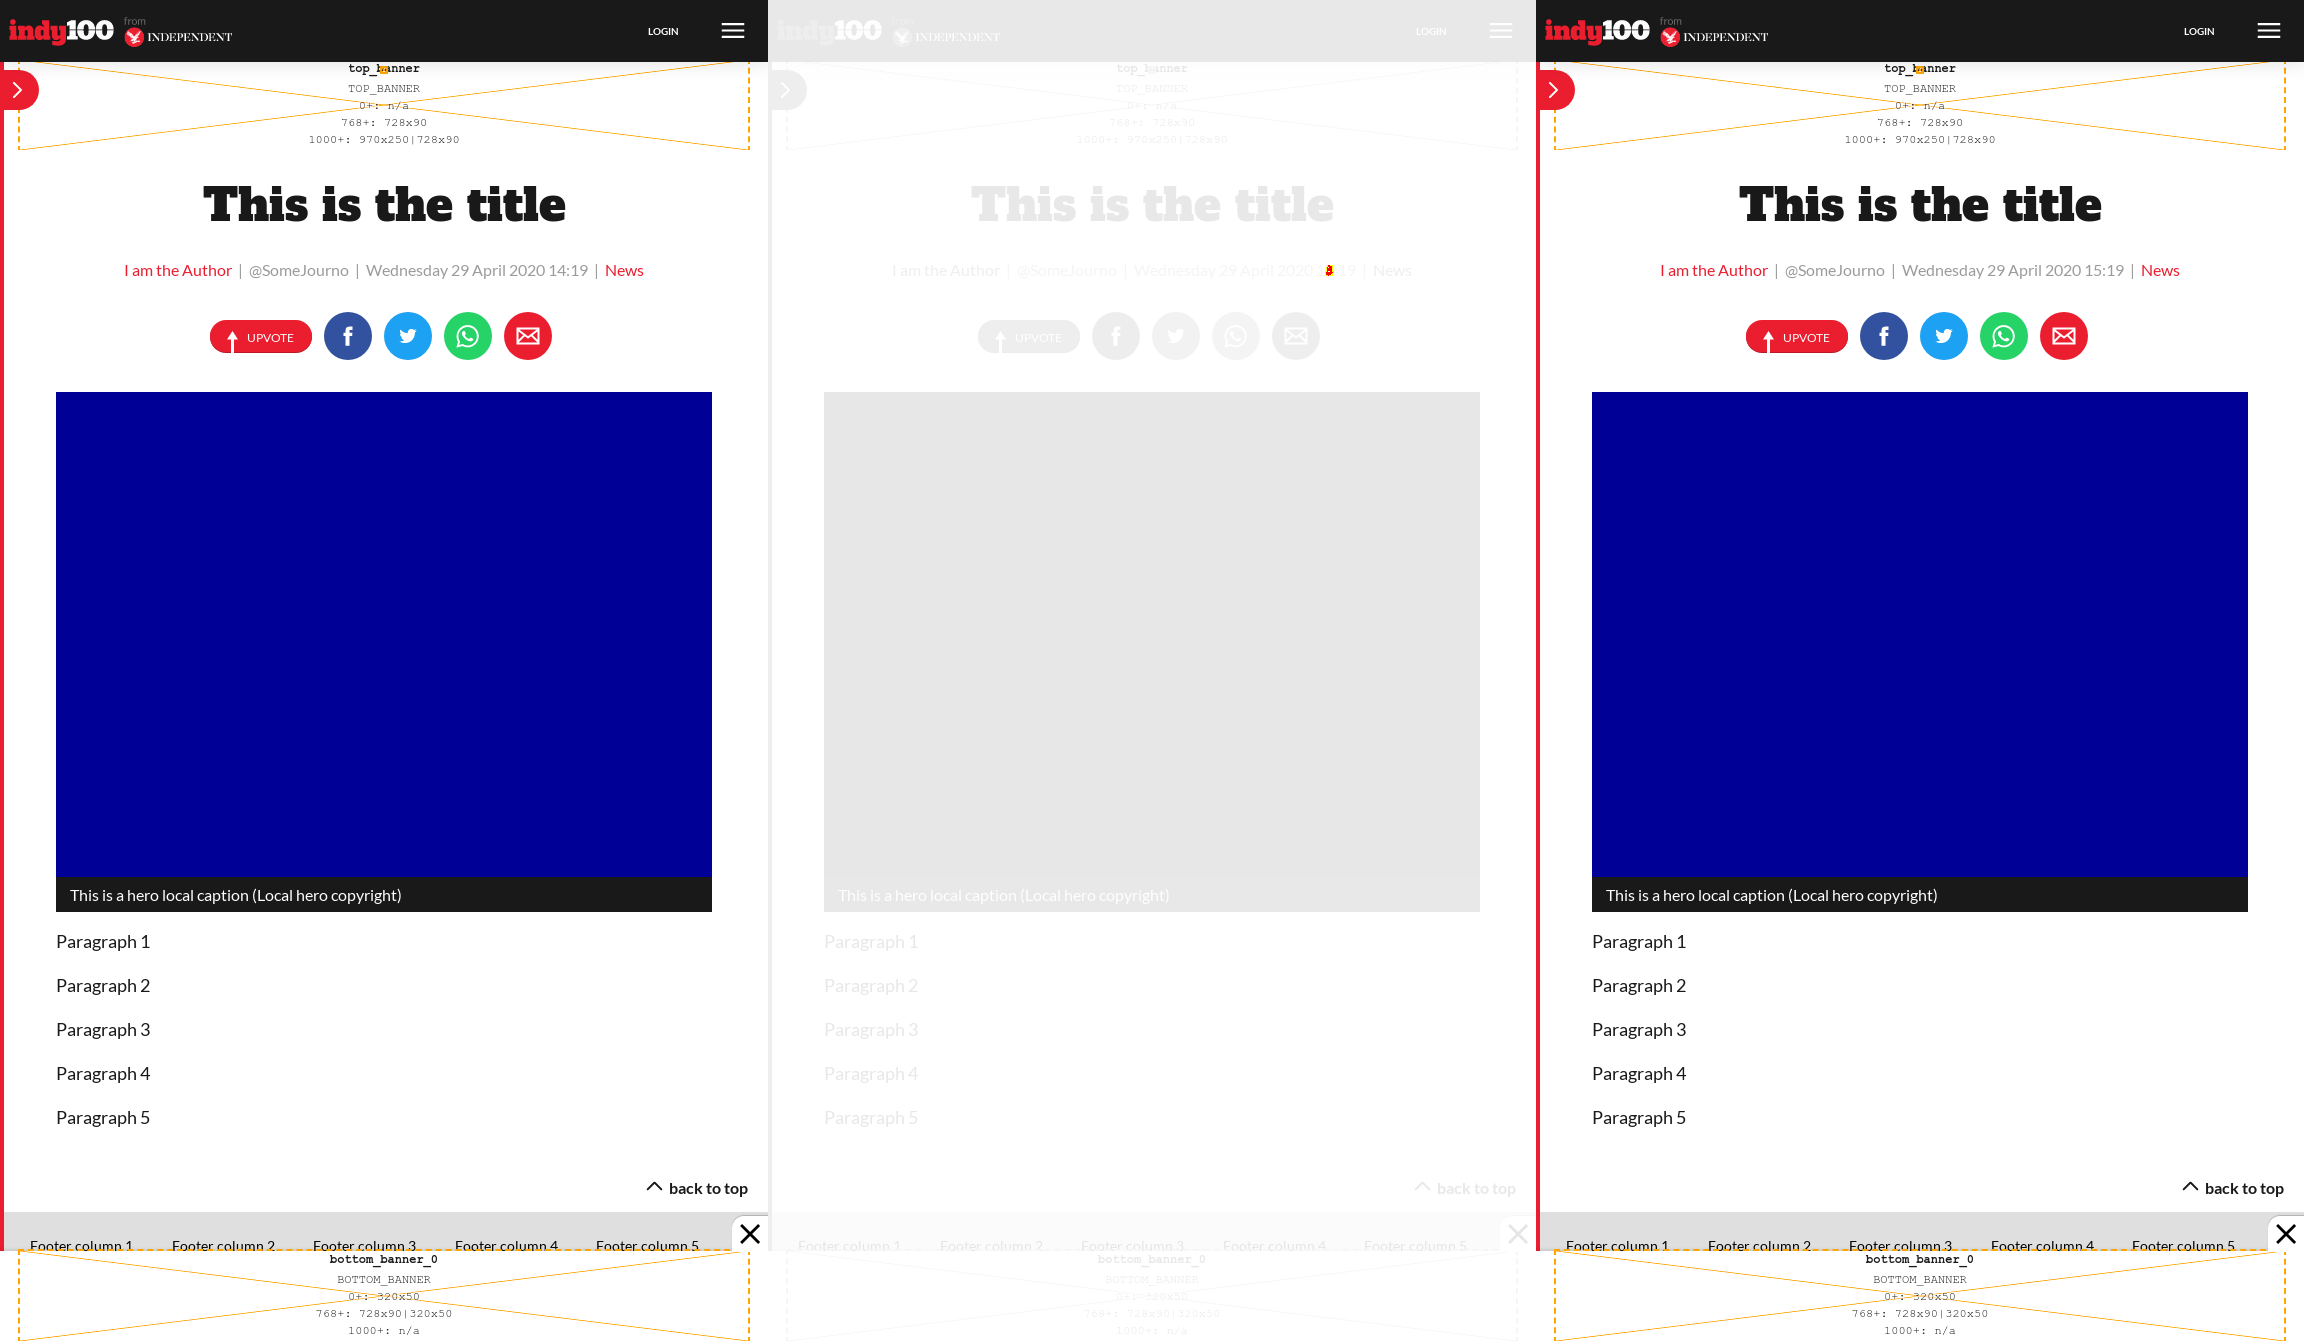 indy100 from INDEPENDENT LOGIN
top_banner
TOP_BANNER
0+: n/a
768+: 728x90
1000+: 970x250|728x90
This is the title
I am the Author | @SomeJourno | Wednesday 29 April 2020 14:19 | News
UPVOTE
This is a hero local caption (Local hero copyright)
Paragraph 1
Paragraph 2
Paragraph 3
Paragraph 4
Paragraph 5
back to top
Footer column 1 Footer column 2 Footer column 3 Footer column 4 Footer column 5
bottom_banner_0
BOTTOM_BANNER
0+: 320x50
768+: 728x90|320x50
1000+: n/a
indy100 from INDEPENDENT LOGIN
top_banner
TOP_BANNER
0+: n/a
768+: 728x90
1000+: 970x250|728x90
This is the title
I am the Author | @SomeJourno | Wednesday 29 April 2020 :19 | News
UPVOTE
This is a hero local caption (Local hero copyright)
Paragraph 1
Paragraph 2
Paragraph 3
Paragraph 4
Paragraph 5
back to top
Footer column 1 Footer column 2 Footer column 3 Footer column 4 Footer column 5
bottom_banner_0
BOTTOM_BANNER
0+: 320x50
768+: 728x90|320x50
1000+: n/a
indy100 from INDEPENDENT LOGIN
top_banner
TOP_BANNER
0+: n/a
768+: 728x90
1000+: 970x250|728x90
This is the title
I am the Author | @SomeJourno | Wednesday 29 April 2020 15:19 | News
UPVOTE
This is a hero local caption (Local hero copyright)
Paragraph 1
Paragraph 2
Paragraph 3
Paragraph 4
Paragraph 5
back to top
Footer column 1 Footer column 2 Footer column 3 Footer column 4 Footer column 5
bottom_banner_0
BOTTOM_BANNER
0+: 320x50
768+: 728x90|320x50
1000+: n/a